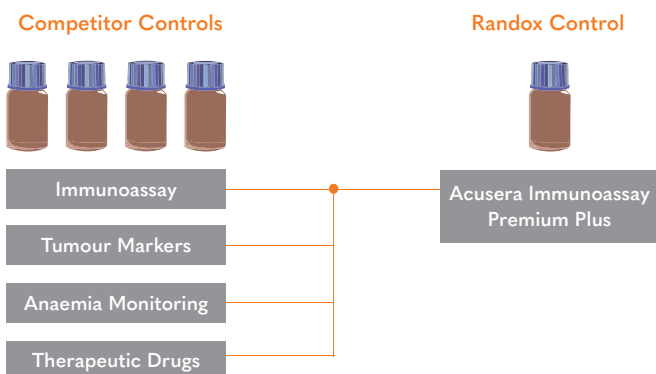 Competitor Controls
Randox Control
Immunoassay
Tumour Markers
Anaemia Monitoring
Therapeutic Drugs
Acusera Immunoassay
Premium Plus